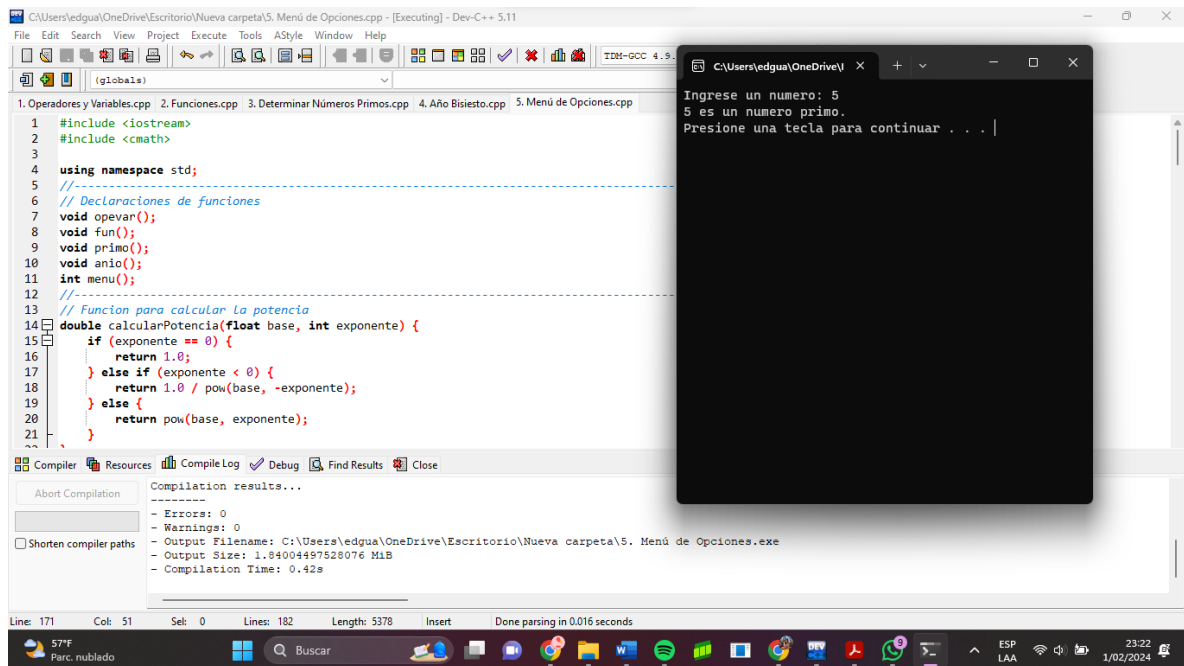 C:\Users\edgua\OneDrive\Escritorio\Nueva carpeta\5. Menú de Opciones.cpp - [Executing] - Dev-C++ 5.11
File Edit Search View Project Execute Tools AStyle Window Help
TDM-GCC 4.9.
(globals)
1. Operadores y Variables.cpp 2. Funciones.cpp 3. Determinar Números Primos.cpp 4. Año Bisiesto.cpp 5. Menú de Opciones.cpp
1 #include <iostream>
2 #include <cmath>
3
4 using namespace std;
5 //--------------------------------------------------------------------------------
6 // Declaraciones de funciones
7 void opevar();
8 void fun();
9 void primo();
10 void anio();
11 int menu();
12 //--------------------------------------------------------------------------------
13 // Funcion para calcular la potencia
14 double calcularPotencia(float base, int exponente) {
15 if (exponente == 0) {
16 return 1.0;
17 } else if (exponente < 0) {
18 return 1.0 / pow(base, -exponente);
19 } else {
20 return pow(base, exponente);
21 }
C:\Users\edgua\OneDrive\I
Ingrese un numero: 5
5 es un numero primo.
Presione una tecla para continuar . . .
Compiler Resources Compile Log Debug Find Results Close
Abort Compilation
Shorten compiler paths
Compilation results...
--------
- Errors: 0
- Warnings: 0
- Output Filename: C:\Users\edgua\OneDrive\Escritorio\Nueva carpeta\5. Menú de Opciones.exe
- Output Size: 1.84004497528076 MiB
- Compilation Time: 0.42s
Line: 171 Col: 51 Sel: 0 Lines: 182 Length: 5378 Insert Done parsing in 0.016 seconds
57°F
Parc. nublado
Buscar
DEV
9
ESP
LAA
23:22
1/02/2024